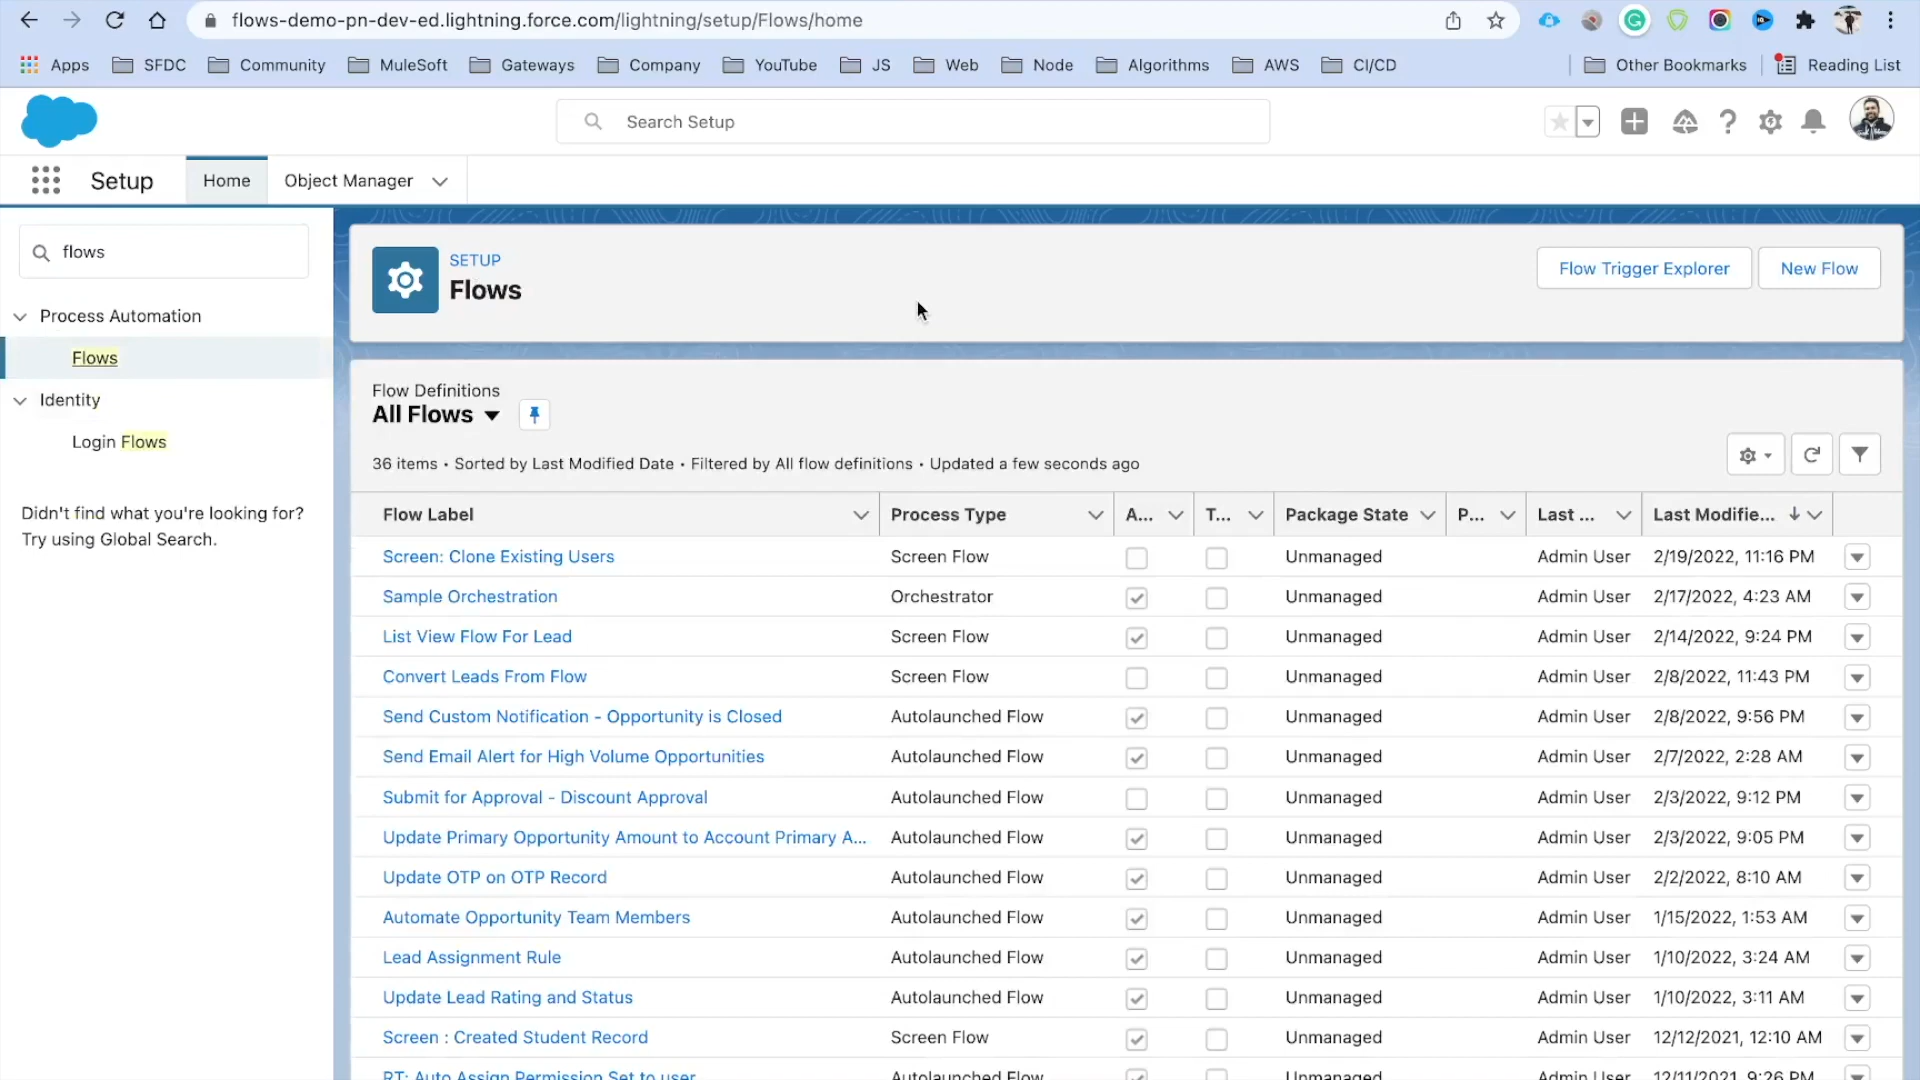 flows-demo-pn-dev-ed.lightning.force.com/lightning/setup/Flows/home
Apps SFDC Community MuleSoft Gateways Company YouTube JS Web Node Algorithms AWS CI/CD Other Bookmarks Reading List
Search Setup
Setup Home Object Manager
flows
Process Automation
Flows
Identity
Login Flows
Didn't find what you're looking for?
Try using Global Search.
SETUP
Flows
Flow Trigger Explorer New Flow
Flow Definitions
All Flows
36 items • Sorted by Last Modified Date • Filtered by All flow definitions • Updated a few seconds ago
Flow Label Process Type A... T... Package State P... Last ... Last Modifie...
Screen: Clone Existing Users Screen Flow Unmanaged Admin User 2/19/2022, 11:16 PM
Sample Orchestration Orchestrator Unmanaged Admin User 2/17/2022, 4:23 AM
List View Flow For Lead Screen Flow Unmanaged Admin User 2/14/2022, 9:24 PM
Convert Leads From Flow Screen Flow Unmanaged Admin User 2/8/2022, 11:43 PM
Send Custom Notification - Opportunity is Closed Autolaunched Flow Unmanaged Admin User 2/8/2022, 9:56 PM
Send Email Alert for High Volume Opportunities Autolaunched Flow Unmanaged Admin User 2/7/2022, 2:28 AM
Submit for Approval - Discount Approval Autolaunched Flow Unmanaged Admin User 2/3/2022, 9:12 PM
Update Primary Opportunity Amount to Account Primary A... Autolaunched Flow Unmanaged Admin User 2/3/2022, 9:05 PM
Update OTP on OTP Record Autolaunched Flow Unmanaged Admin User 2/2/2022, 8:10 AM
Automate Opportunity Team Members Autolaunched Flow Unmanaged Admin User 1/15/2022, 1:53 AM
Lead Assignment Rule Autolaunched Flow Unmanaged Admin User 1/10/2022, 3:24 AM
Update Lead Rating and Status Autolaunched Flow Unmanaged Admin User 1/10/2022, 3:11 AM
Screen : Created Student Record Screen Flow Unmanaged Admin User 12/12/2021, 12:10 AM
RT: Auto Assign Permission Set to user Autolaunched Flow Unmanaged Admin User 12/11/2021, 9:26 PM